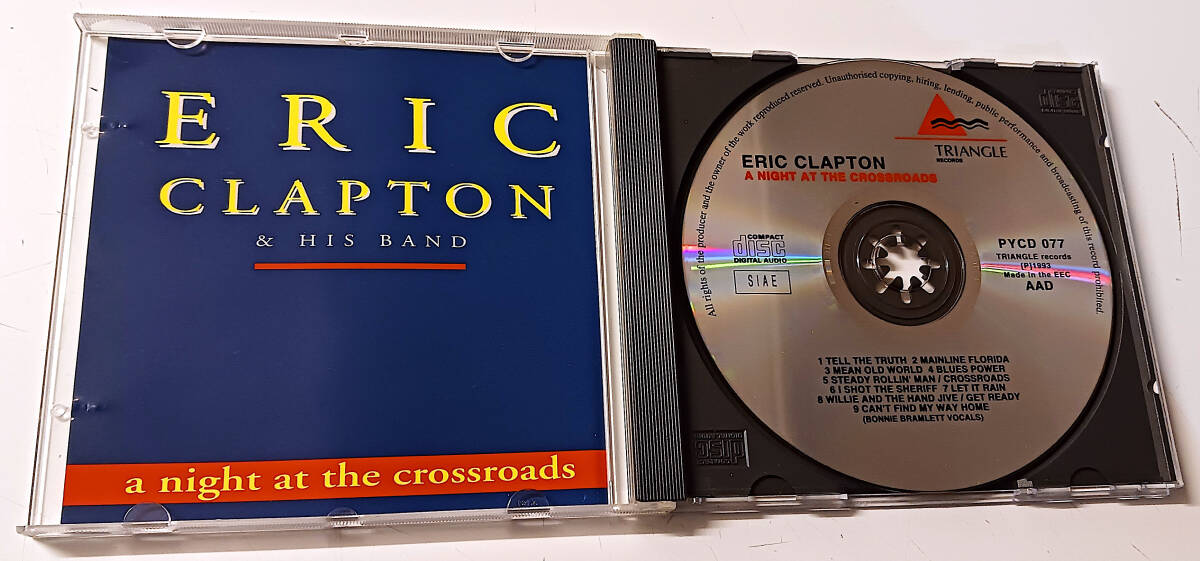 ERIC
CLAPTON
& HIS BAND
a night at the crossroads
All rights of the producer and the owner of the work reproduced reserved. Unauthorised copying, hiring, lending, public performance and broadcasting of this record prohibited.
TRIANGLE
RECORDS
ERIC CLAPTON
A NIGHT AT THE CROSSROADS
COMPACT
disc
DIGITAL AUDIO
SIAE
PYCD 077
TRIANGLE records
(P)1993
Made in the EEC
AAD
1 TELL THE TRUTH 2 MAINLINE FLORIDA
3 MEAN OLD WORLD 4 BLUES POWER
5 STEADY ROLLIN' MAN / CROSSROADS
6 I SHOT THE SHERIFF 7 LET IT RAIN
8 WILLIE AND THE HAND JIVE / GET READY
9 CAN'T FIND MY WAY HOME
(BONNIE BRAMLETT VOCALS)
disc
disc